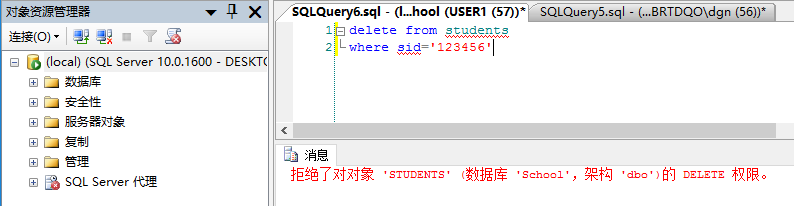 对象资源管理器
连接(O)
(local) (SQL Server 10.0.1600 - DESKTO
数据库
安全性
服务器对象
复制
管理
SQL Server 代理
SQLQuery6.sql - (l...hool (USER1 (57))*
SQLQuery5.sql - (...BRTDQO\dgn (56))*
1 delete from students
2 where sid='123456'
消息
拒绝了对对象 'STUDENTS' (数据库 'School'，架构 'dbo')的 DELETE 权限。